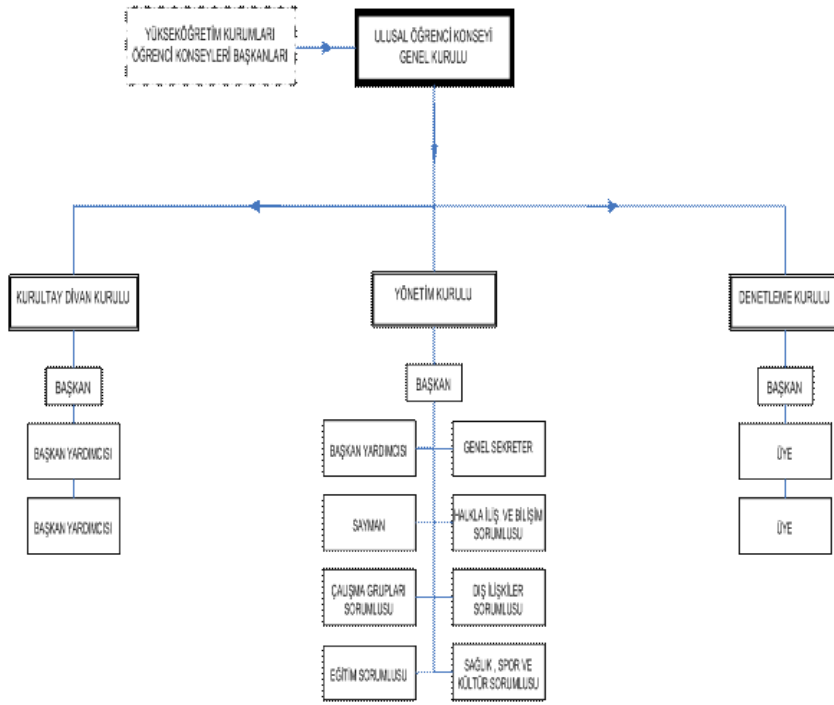 YÜKSEKÖĞRETİM KURUMLARI
ÖĞRENCİ KONSEYLERİ BAŞKANLARI
ULUSAL ÖĞRENCİ KONSEYİ
GENEL KURULU
KURULTAY DİVAN KURULU
BAŞKAN
BAŞKAN YARDIMCISI
BAŞKAN YARDIMCISI
YÖNETİM KURULU
BAŞKAN
BAŞKAN YARDIMCISI
GENEL SEKRETER
SAYMAN
HALKLA İLİŞ VE BİLİŞİM
SORUMLUSU
ÇALIŞMA GRUPLARI
SORUMLUSU
DIŞ İLİŞKİLER
SORUMLUSU
EĞİTİM SORUMLUSU
SAĞLIK , SPOR VE
KÜLTÜR SORUMLUSU
DENETLEME KURULU
BAŞKAN
ÜYE
ÜYE